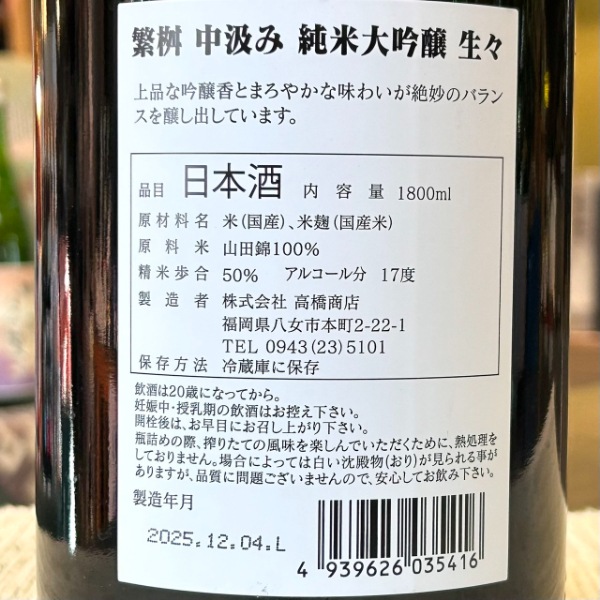 繁桝 中汲み 純米大吟醸 生々
上品な吟醸香とまろやかな味わいが絶妙のバラン
スを醸し出しています。
品目 日本酒 内容量 1800ml
原材料名 米(国産)、米麹(国産米)
原料米 山田錦100%
精米歩合 50% アルコール分 17度
製造者 株式会社 高橋商店
福岡県八女市本町2-22-1
TEL 0943(23)5101
保存方法 冷蔵庫に保存
飲酒は20歳になってから。
妊娠中・授乳期の飲酒はお控え下さい。
開栓後は、お早目にお召し上がり下さい。
瓶詰めの際、搾りたての風味を楽しんでいただくために、熱処理を
しておりません。場合によっては白い沈殿物(おり)が見られる事が
ありますが、品質に問題ございませんので、安心してお飲み下さい。
製造年月
2025.12.04.L
4 939626 035416